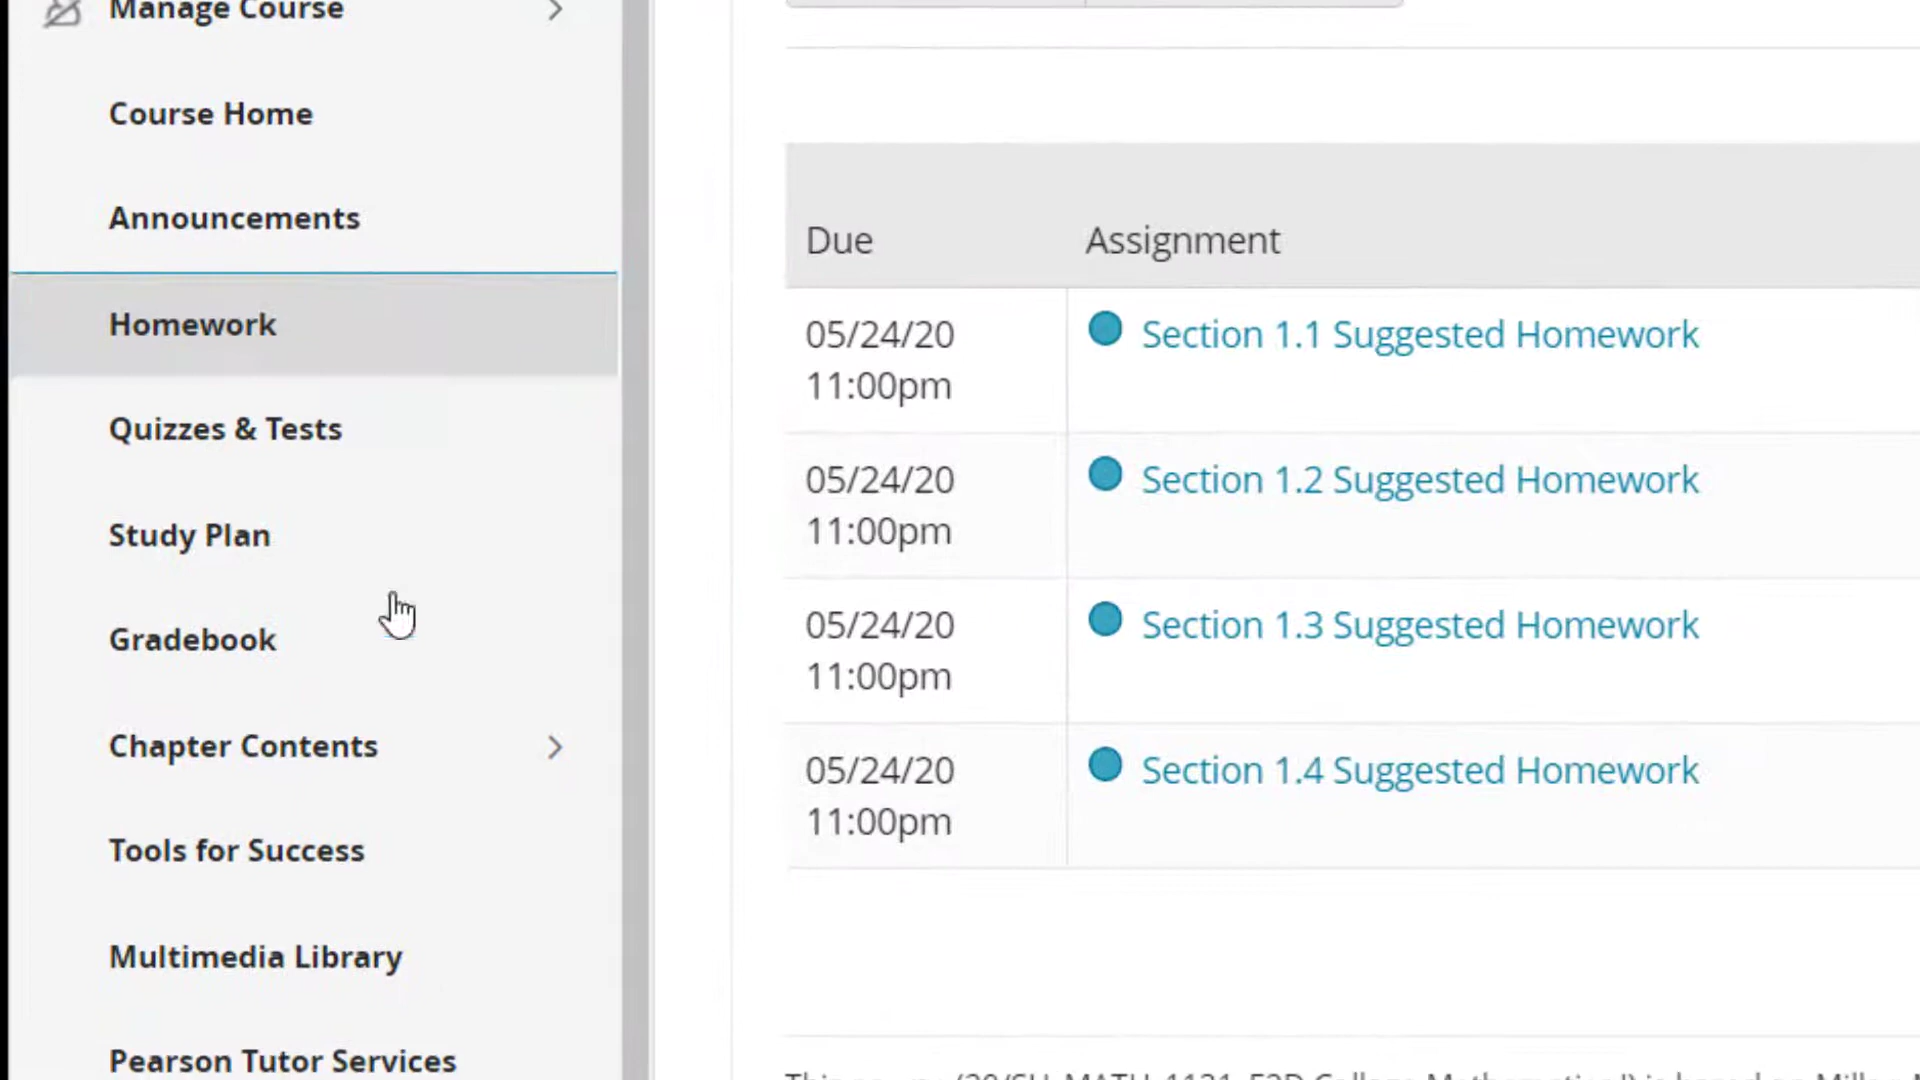 Manage Course
Course Home
Announcements
Homework
Quizzes & Tests
Study Plan
Gradebook
Chapter Contents
Tools for Success
Multimedia Library
Pearson Tutor Services
Due Assignment
05/24/20 Section 1.1 Suggested Homework
11:00pm
05/24/20 Section 1.2 Suggested Homework
11:00pm
05/24/20 Section 1.3 Suggested Homework
11:00pm
05/24/20 Section 1.4 Suggested Homework
11:00pm